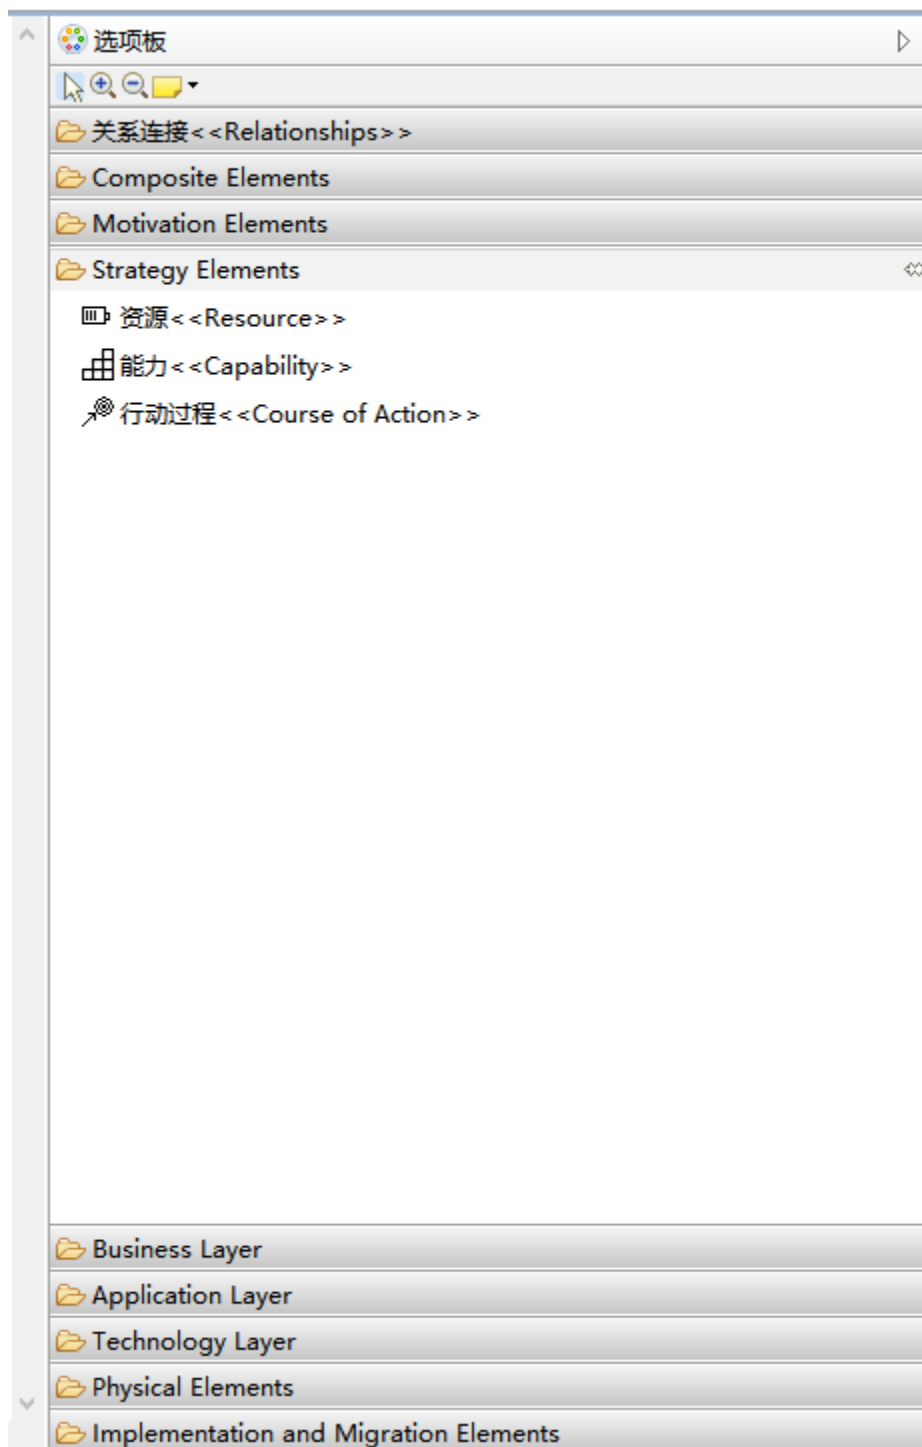 选项板
关系连接<<Relationships>>
Composite Elements
Motivation Elements
Strategy Elements
资源<<Resource>>
能力<<Capability>>
行动过程<<Course of Action>>
Business Layer
Application Layer
Technology Layer
Physical Elements
Implementation and Migration Elements